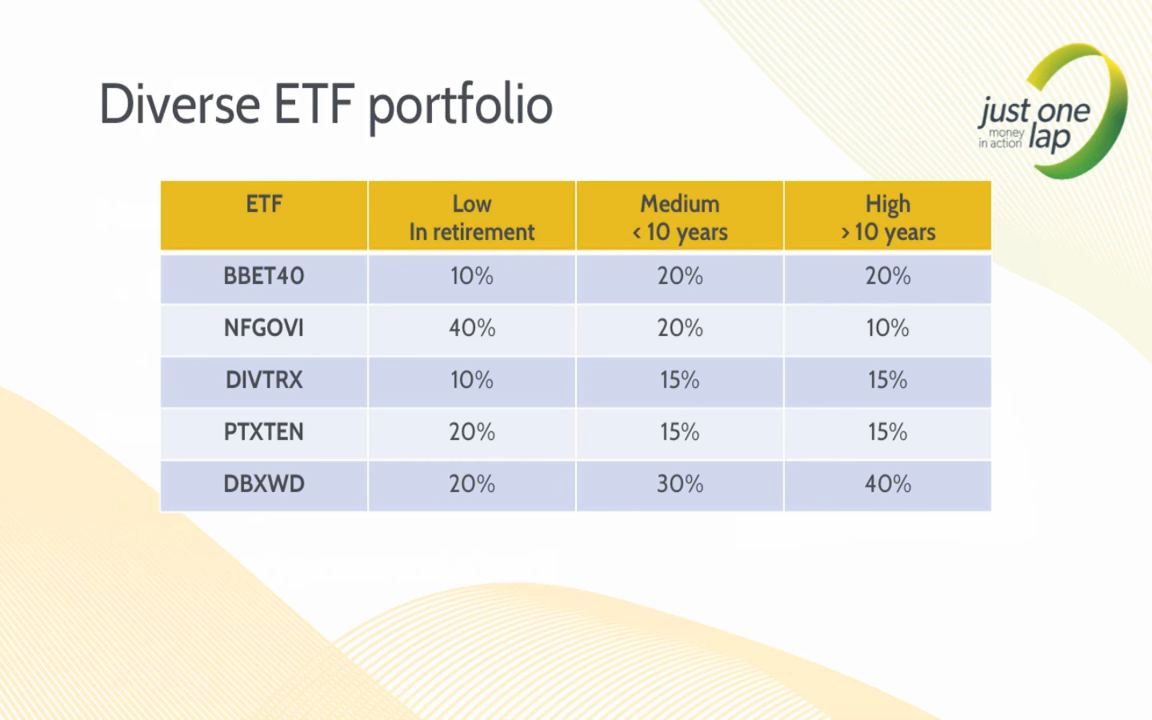 Diverse ETF portfolio
just one
money
in action lap
ETF Low Medium High
In retirement < 10 years > 10 years
BBET40 10% 20% 20%
NFGOVI 40% 20% 10%
DIVTRX 10% 15% 15%
PTXTEN 20% 15% 15%
DBXWD 20% 30% 40%